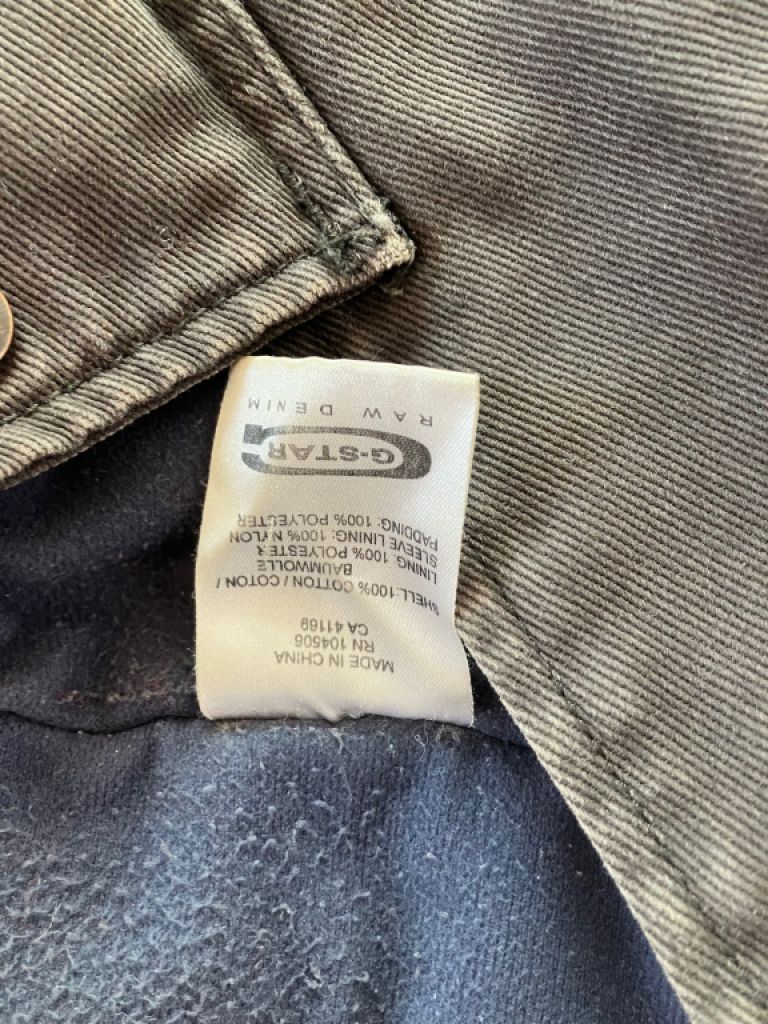 MADE IN CHINA
RN 104506
CA 41169
SHELL:100% COTTON / COTTON /
BAUMWOLLE
LINING: 100% POLYESTER
SLEEVE LINING: 100% NYLON
PADDING: 100% POLYESTER
G-STAR
RAW DENIM